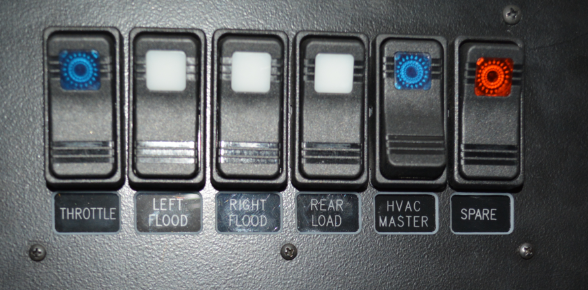 THROTTLE
LEFT
FLOOD
RIGHT
FLOOD
REAR
LOAD
HVAC
MASTER
SPARE